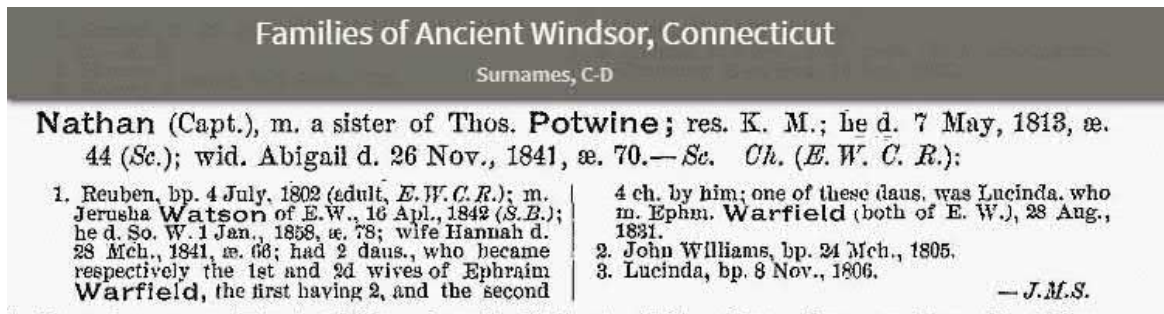 Families of Ancient Windsor, Connecticut
Surnames, C-D
Nathan (Capt.), m. a sister of Thos. Potwine; res. K. M.; he d. 7 May, 1813, æ.
44 (Sc.); wid. Abigail d. 26 Nov., 1841, æ. 70.—Sc. Ch. (E. W. C. R.):
1. Reuben, bp. 4 July, 1802 (adult, E.W.C.R.); m.
Jerusha Watson of E.W., 16 Apl., 1842 (S.B.);
he d. So. W. 1 Jan., 1858, æ. 78; wife Hannah d.
28 Mch., 1841, æ. 66; had 2 daus., who became
respectively the 1st and 2d wives of Ephraim
Warfield, the first having 2, and the second
4 ch. by him; one of these daus. was Lucinda, who
m. Ephm. Warfield (both of E. W.), 28 Aug.,
1831.
2. John Williams, bp. 24 Mch., 1805.
3. Lucinda, bp. 8 Nov., 1806.
—J.M.S.